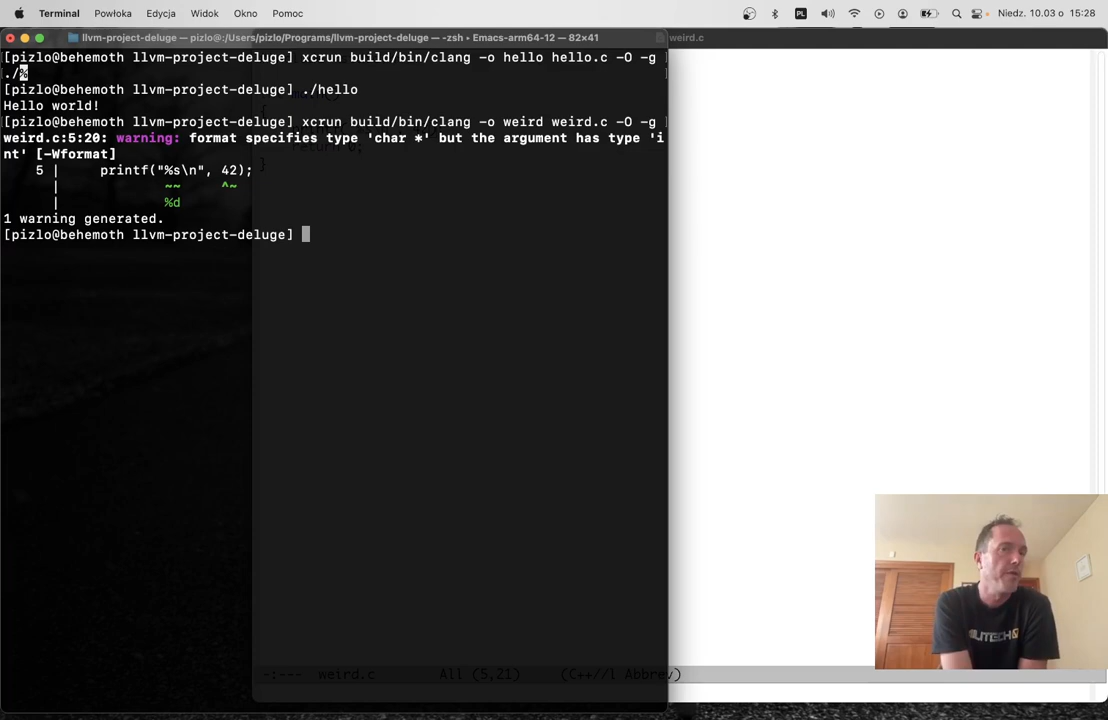 Terminal Powłoka Edycja Widok Okno Pomoc PL Niedz. 10.03 o 15:28
llvm-project-deluge — pizlo@:/Users/pizlo/Programs/llvm-project-deluge — -zsh • Emacs-arm64-12 — 82×41
weird.c
[pizlo@behemoth llvm-project-deluge] xcrun build/bin/clang -o hello hello.c -O -g
./%
[pizlo@behemoth llvm-project-deluge] ./hello
Hello world!
[pizlo@behemoth llvm-project-deluge] xcrun build/bin/clang -o weird weird.c -O -g
weird.c:5:20: warning: format specifies type 'char *' but the argument has type 'i
nt' [-Wformat]
5 | printf("%s\n", 42);
| ~~ ^~
| %d
1 warning generated.
[pizlo@behemoth llvm-project-deluge]
-:--- weird.c All (5,21) (C++//l Abbrev)